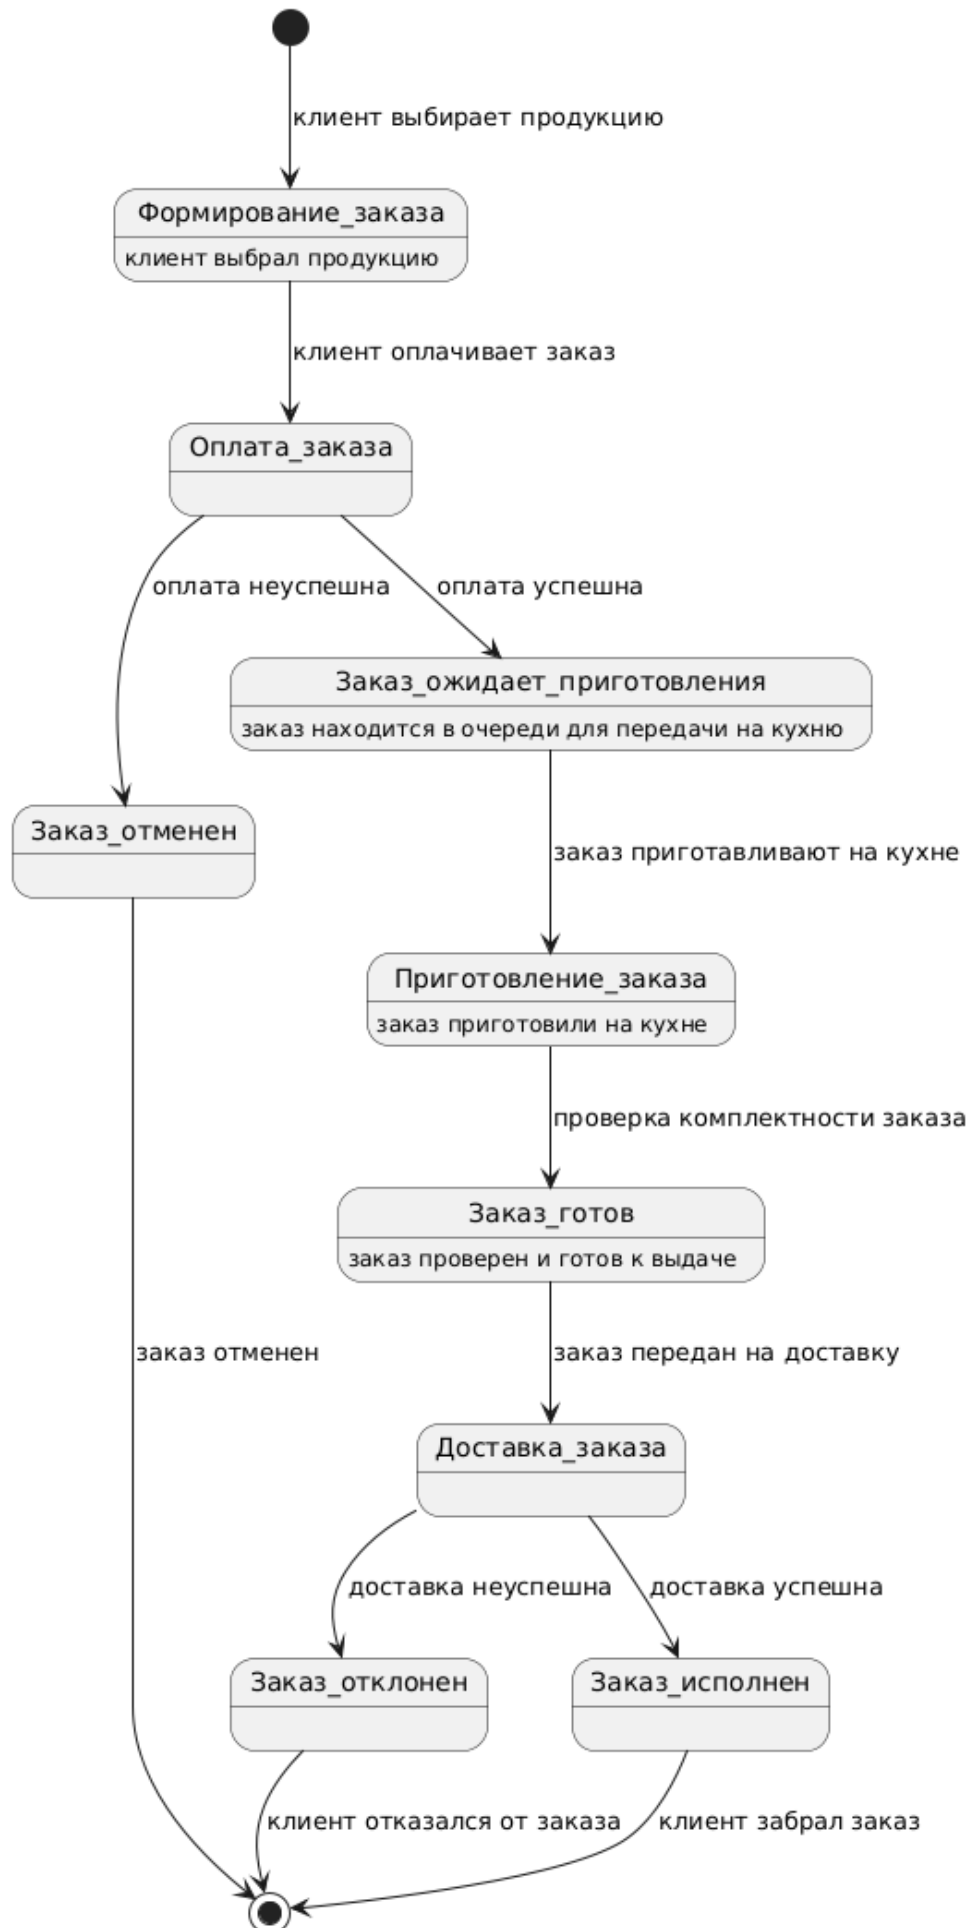 клиент выбирает продукцию
Формирование_заказа
клиент выбрал продукцию
клиент оплачивает заказ
Оплата_заказа
оплата неуспешна
оплата успешна
Заказ_ожидает_приготовления
заказ находится в очереди для передачи на кухню
Заказ_отменен
заказ приготавливают на кухне
Приготовление_заказа
заказ приготовили на кухне
проверка комплектности заказа
Заказ_готов
заказ проверен и готов к выдаче
заказ отменен
заказ передан на доставку
Доставка_заказа
доставка неуспешна
доставка успешна
Заказ_отклонен
Заказ_исполнен
клиент отказался от заказа
клиент забрал заказ